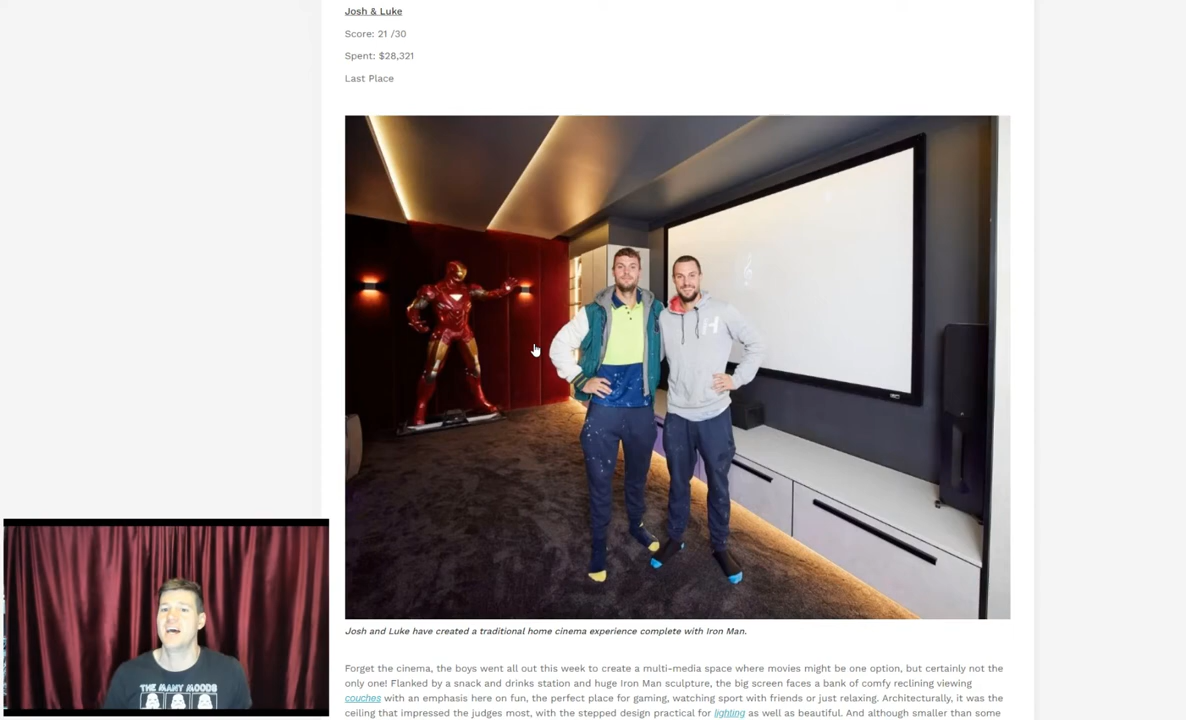 Josh & Luke
Score: 21 /30
Spent: $28,321
Last Place
H
Josh and Luke have created a traditional home cinema experience complete with Iron Man.
Forget the cinema, the boys went all out this week to create a multi-media space where movies might be one option, but certainly not the
only one! Flanked by a snack and drinks station and huge Iron Man sculpture, the big screen faces a bank of comfy reclining viewing
couches with an emphasis here on fun, the perfect place for gaming, watching sport with friends or just relaxing. Architecturally, it was the
ceiling that impressed the judges most, with the stepped design practical for lighting as well as beautiful. And although smaller than some
THE MANY MOODS